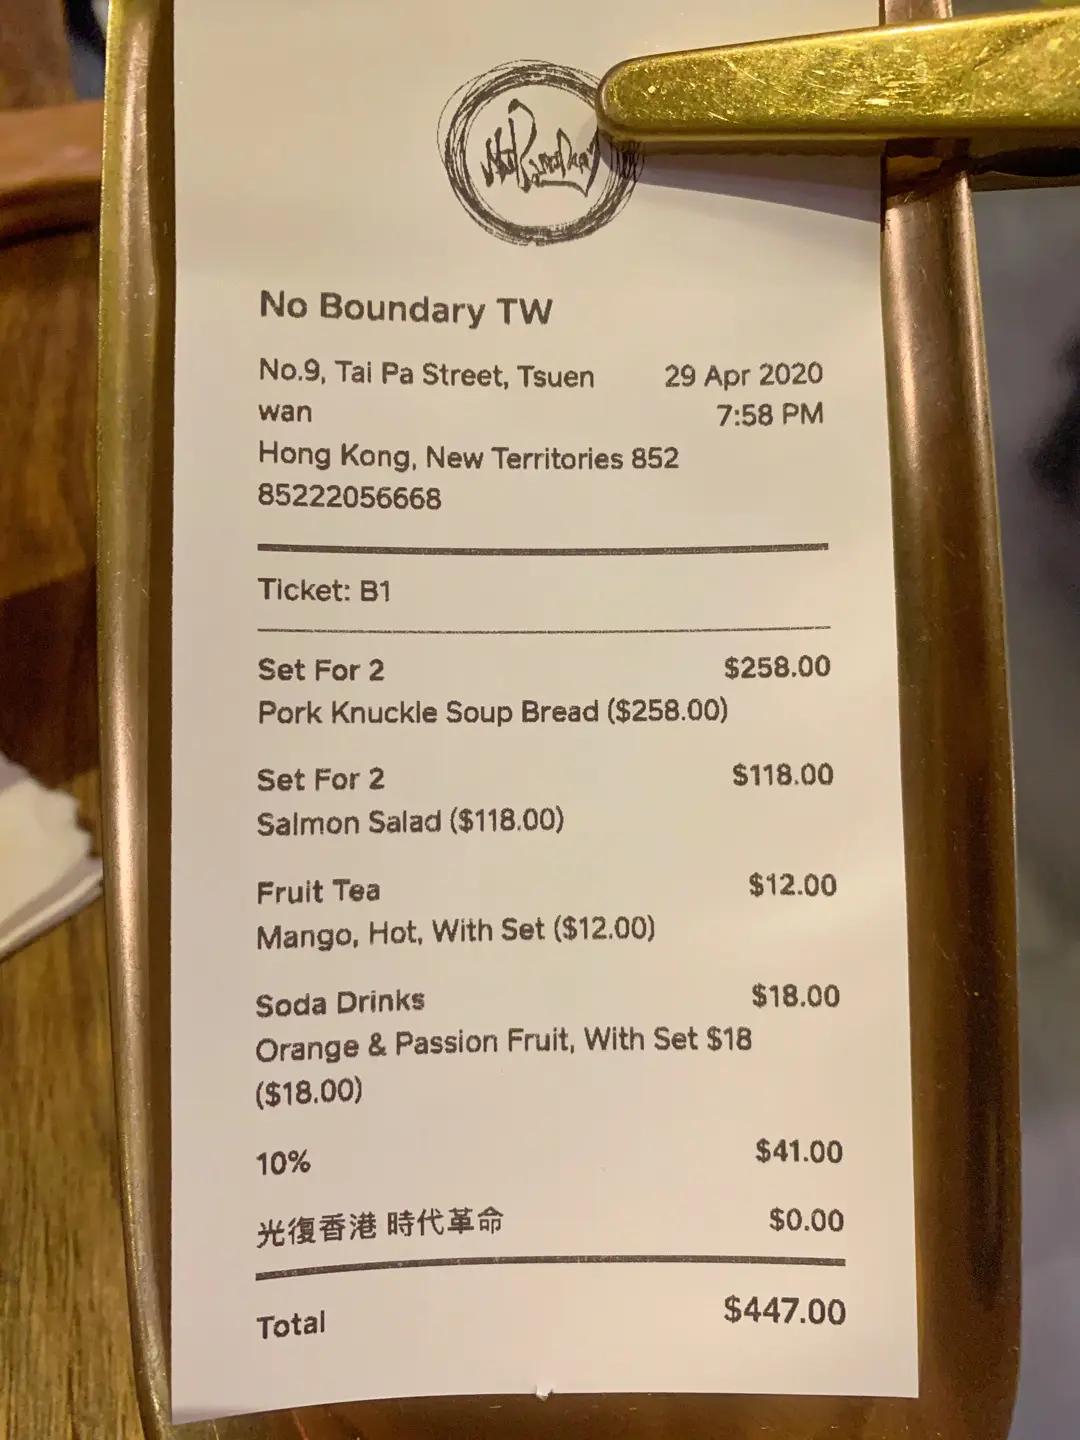 No Boundary
No Boundary TW
No.9, Tai Pa Street, Tsuen wan
29 Apr 2020
7:58 PM
Hong Kong, New Territories 852
85222056668
Ticket: B1
Set For 2 $258.00
Pork Knuckle Soup Bread ($258.00)
Set For 2 $118.00
Salmon Salad ($118.00)
Fruit Tea $12.00
Mango, Hot, With Set ($12.00)
Soda Drinks $18.00
Orange & Passion Fruit, With Set $18
($18.00)
10% $41.00
光復香港 時代革命 $0.00
Total $447.00